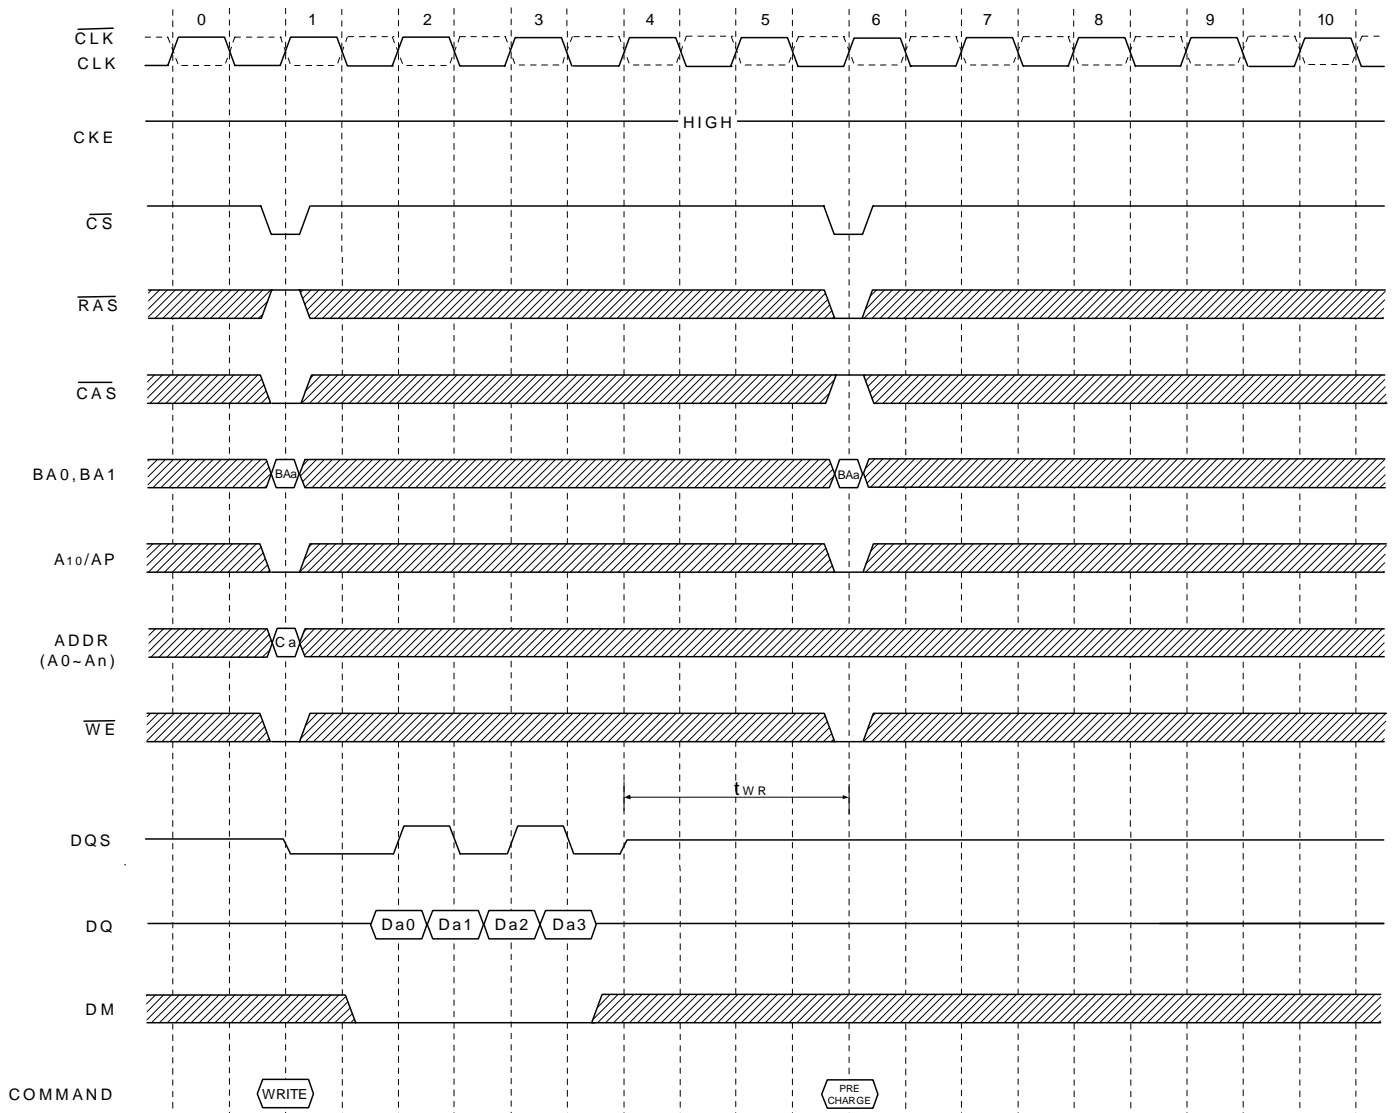 0 1 2 3 4 5 6 7 8 9 10
CLK
CLK
HIGH
CKE
CS
RAS
CAS
BA0,BA1 BAa BAa
A10/AP
ADDR Ca
(A0~An)
WE
tWR
DQS
DQ Da0 Da1 Da2 Da3
DM
COMMAND WRITE PRE
CHARGE